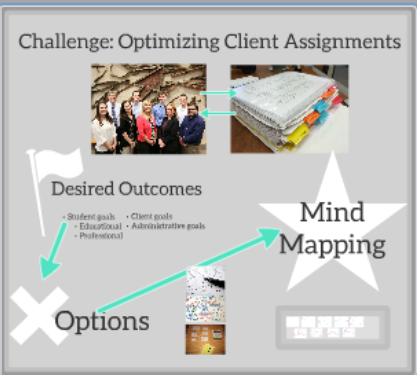 Challenge: Optimizing Client Assignments
Desired Outcomes
• Student goals
• Educational
• Professional
• Client goals
• Administrative goals
Mind
Mapping
Options